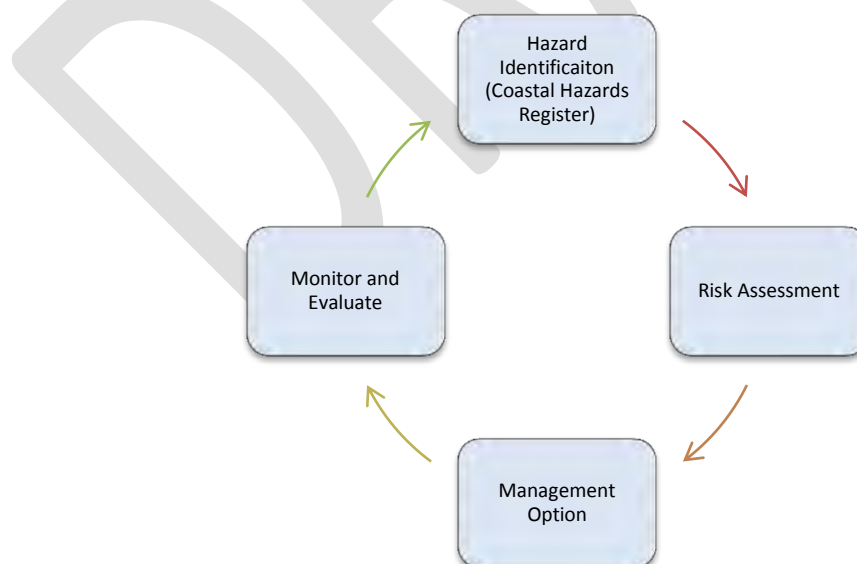 Hazard
Identificaiton
(Coastal Hazards
Register)
Monitor and
Evaluate
Risk Assessment
Management
Option